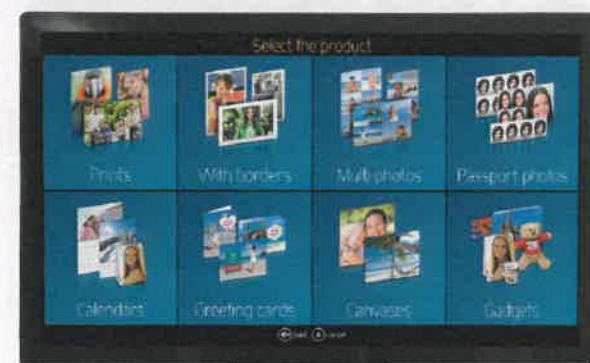 Select the product
Prints
With borders
Multi photos
Passport photos
Calendars
Greeting cards
Canvases
Gadgets